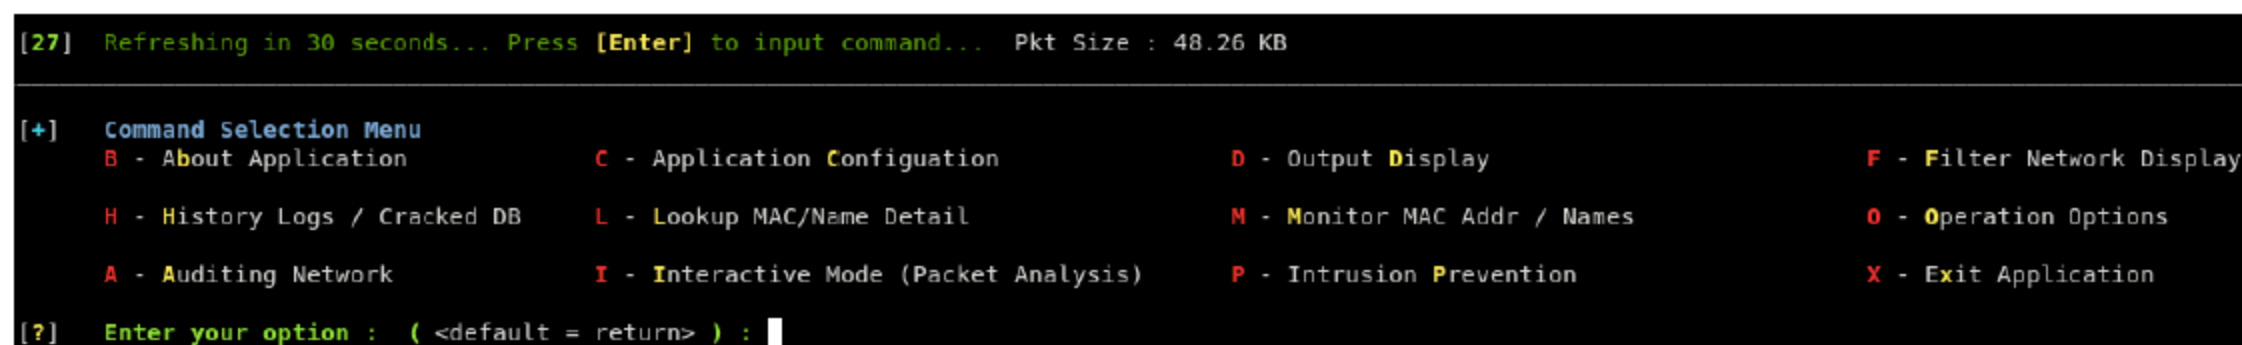 [27] Refreshing in 30 seconds... Press [Enter] to input command... Pkt Size : 48.26 KB
[+] Command Selection Menu
B - About Application C - Application Configuation D - Output Display F - Filter Network Display
H - History Logs / Cracked DB L - Lookup MAC/Name Detail M - Monitor MAC Addr / Names O - Operation Options
A - Auditing Network I - Interactive Mode (Packet Analysis) P - Intrusion Prevention X - Exit Application
[?] Enter your option : ( <default = return> ) :